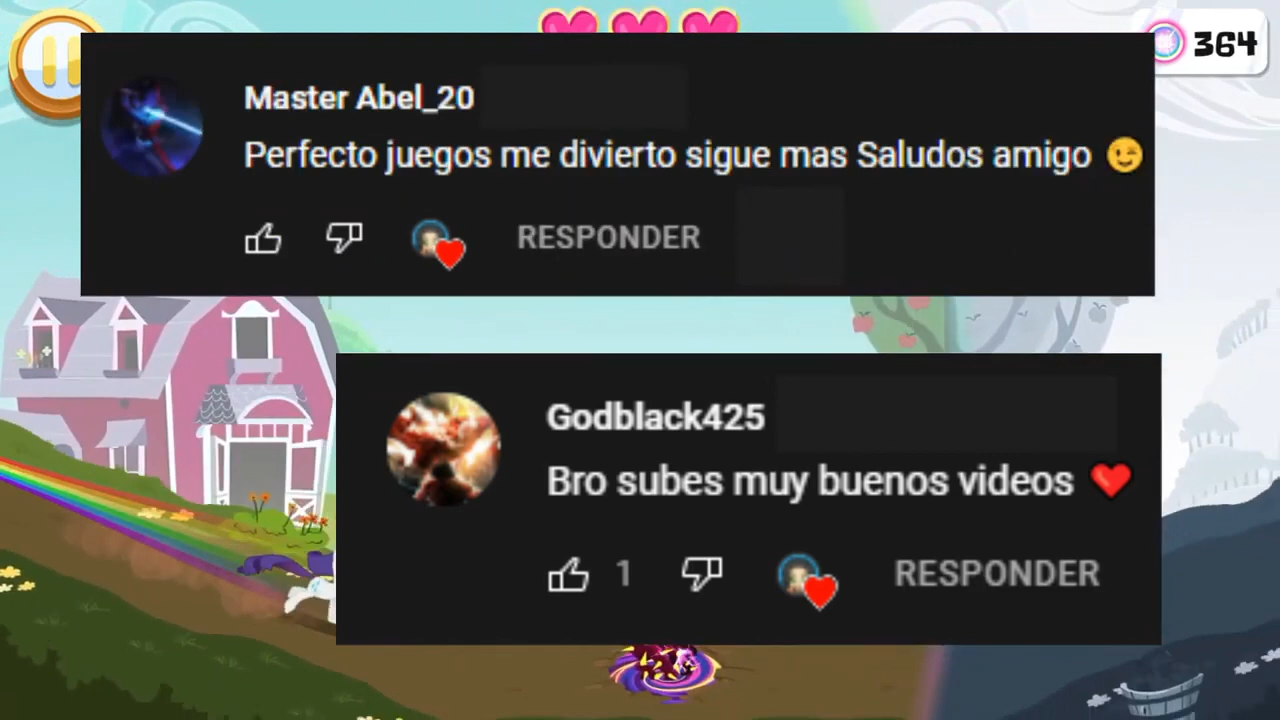 364
Master Abel_20
Perfecto juegos me divierto sigue mas Saludos amigo 😉
RESPONDER
Godblack425
Bro subes muy buenos videos ❤️
1
RESPONDER